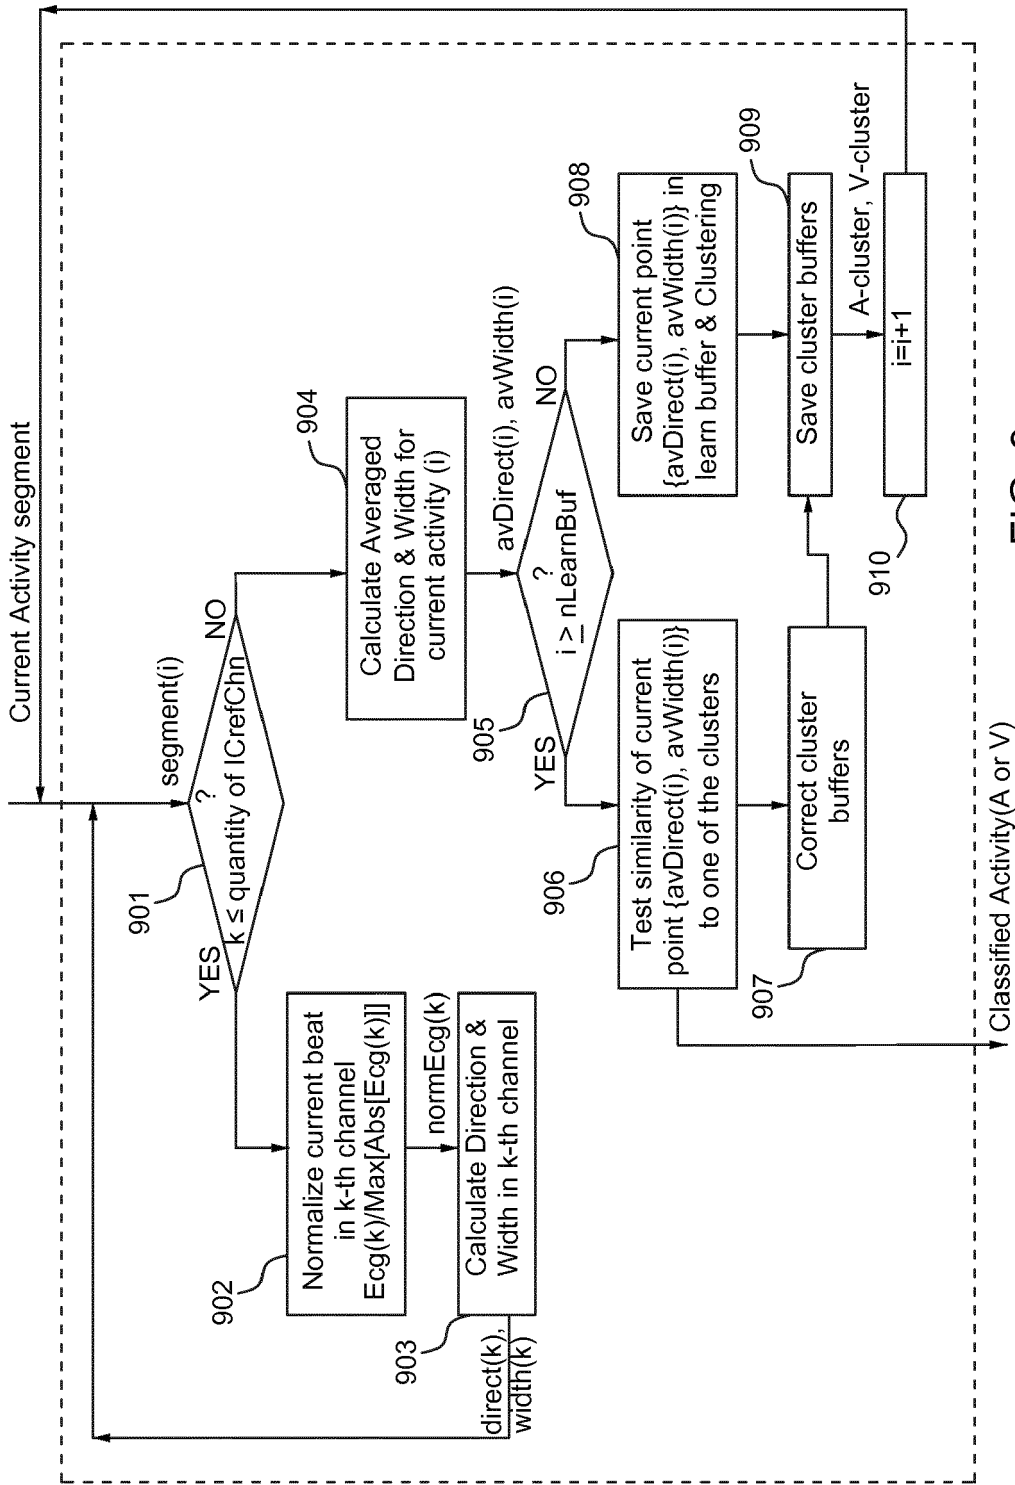 Current Activity segment
segment(i)
901
?
k ≤ quantity of ICrefChn
YES
NO
902
Normalize current beat
in k-th channel
Ecg(k)/Max[Abs[Ecg(k)]]
normEcg(k)
903
Calculate Direction &
Width in k-th channel
direct(k),
width(k)
904
Calculate Averaged
Direction & Width for
current activity (i)
avDirect(i), avWidth(i)
905
?
i ≥ nLearnBuf
YES
NO
906
Test similarity of current
point {avDirect(i), avWidth(i)}
to one of the clusters
907
Correct cluster
buffers
908
Save current point
{avDirect(i), avWidth(i)} in
learn buffer & Clustering
909
Save cluster buffers
A-cluster, V-cluster
910
i=i+1
Classified Activity(A or V)
FIG.